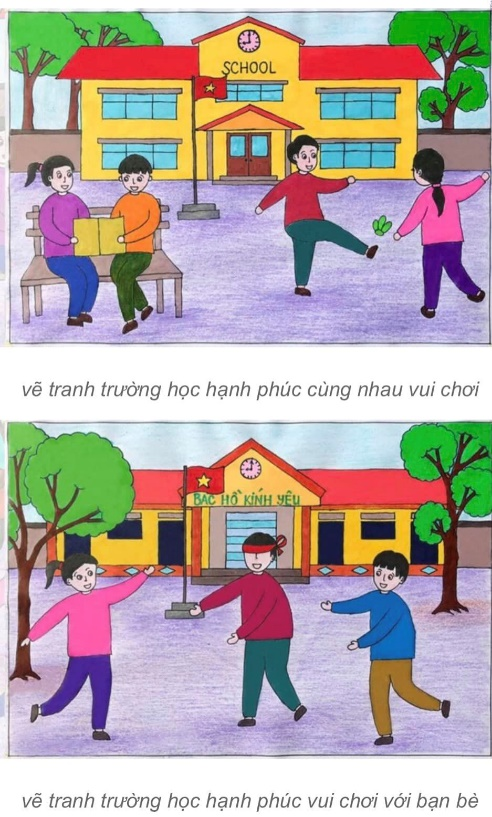 SCHOOL
vẽ tranh trường học hạnh phúc cùng nhau vui chơi
BÁC HỒ KÍNH YÊU
vẽ tranh trường học hạnh phúc vui chơi với bạn bè